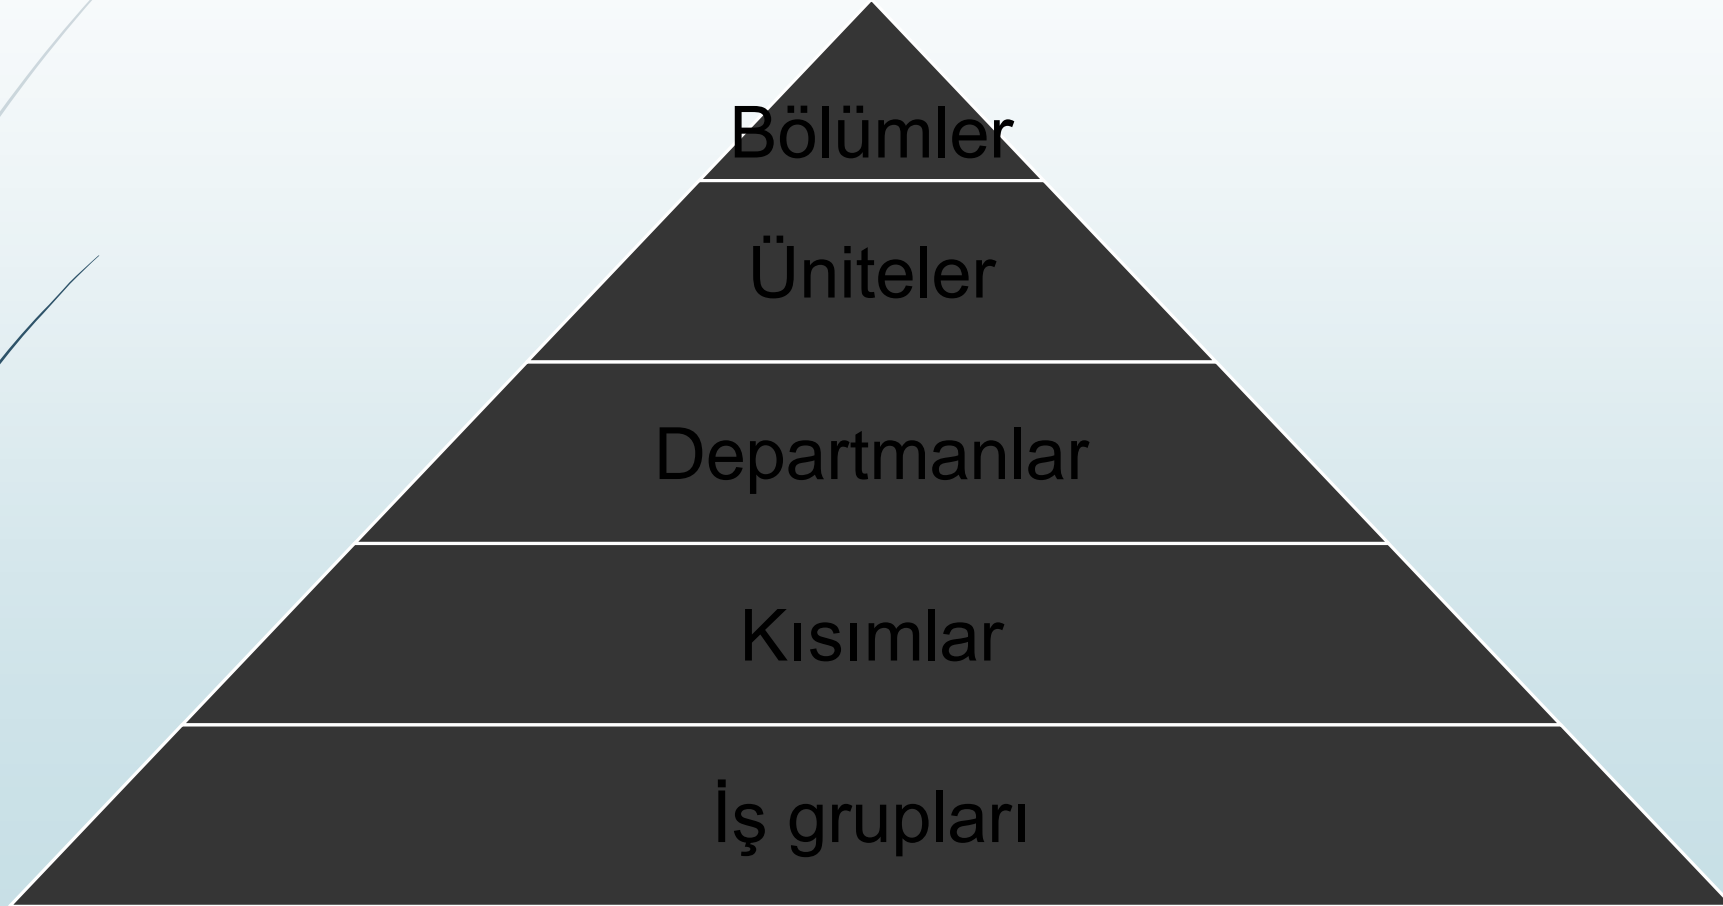 Bölümler
Üniteler
Departmanlar
Kısımlar
İş grupları